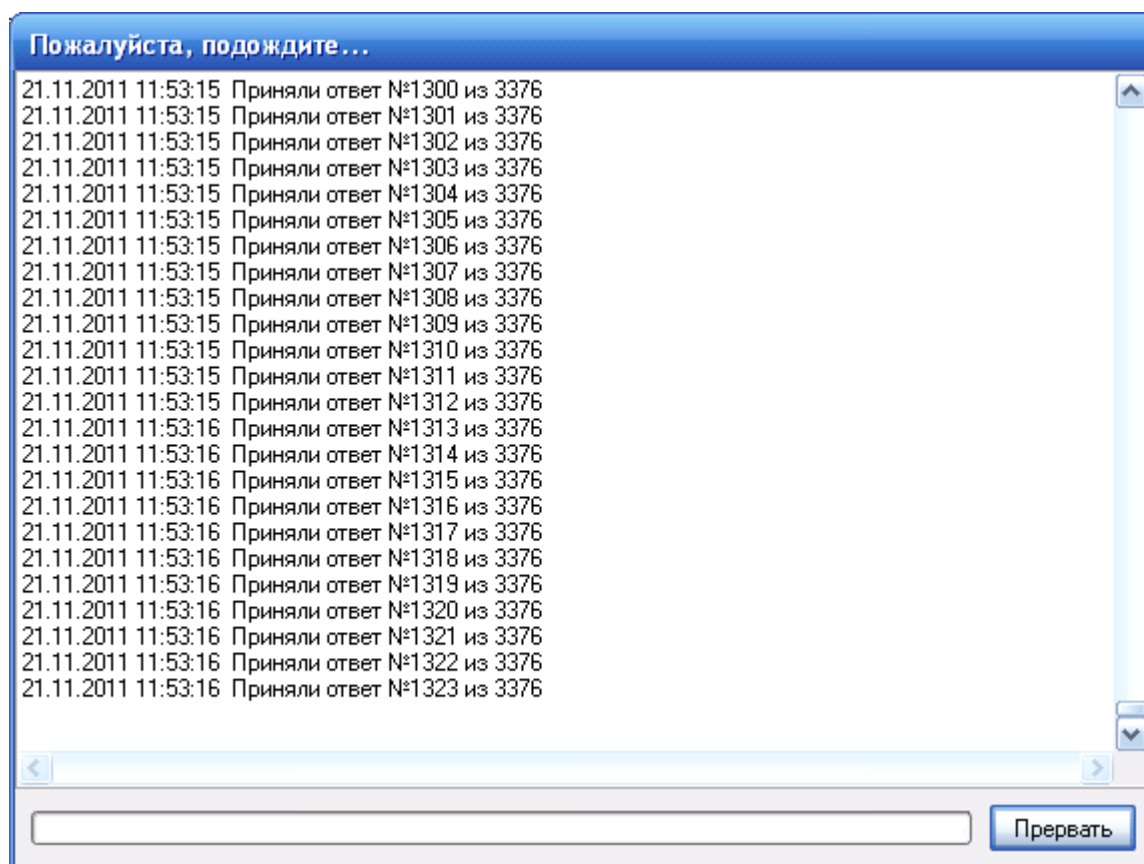 Пожалуйста, подождите...
21.11.2011 11:53:15 Приняли ответ №1300 из 3376
21.11.2011 11:53:15 Приняли ответ №1301 из 3376
21.11.2011 11:53:15 Приняли ответ №1302 из 3376
21.11.2011 11:53:15 Приняли ответ №1303 из 3376
21.11.2011 11:53:15 Приняли ответ №1304 из 3376
21.11.2011 11:53:15 Приняли ответ №1305 из 3376
21.11.2011 11:53:15 Приняли ответ №1306 из 3376
21.11.2011 11:53:15 Приняли ответ №1307 из 3376
21.11.2011 11:53:15 Приняли ответ №1308 из 3376
21.11.2011 11:53:15 Приняли ответ №1309 из 3376
21.11.2011 11:53:15 Приняли ответ №1310 из 3376
21.11.2011 11:53:15 Приняли ответ №1311 из 3376
21.11.2011 11:53:15 Приняли ответ №1312 из 3376
21.11.2011 11:53:16 Приняли ответ №1313 из 3376
21.11.2011 11:53:16 Приняли ответ №1314 из 3376
21.11.2011 11:53:16 Приняли ответ №1315 из 3376
21.11.2011 11:53:16 Приняли ответ №1316 из 3376
21.11.2011 11:53:16 Приняли ответ №1317 из 3376
21.11.2011 11:53:16 Приняли ответ №1318 из 3376
21.11.2011 11:53:16 Приняли ответ №1319 из 3376
21.11.2011 11:53:16 Приняли ответ №1320 из 3376
21.11.2011 11:53:16 Приняли ответ №1321 из 3376
21.11.2011 11:53:16 Приняли ответ №1322 из 3376
21.11.2011 11:53:16 Приняли ответ №1323 из 3376
Прервать